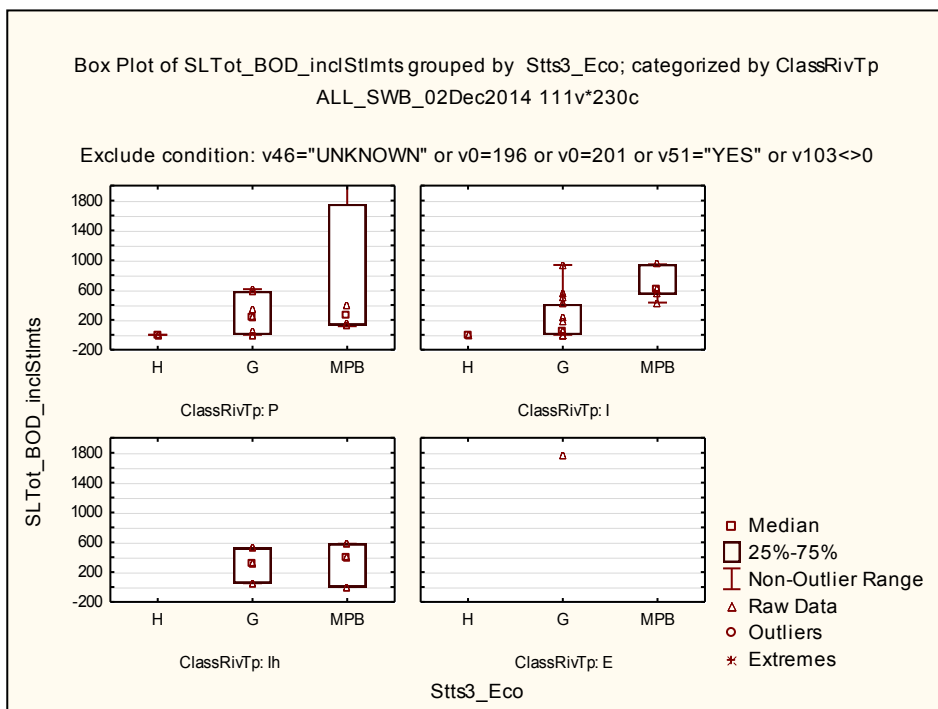 Box Plot of SLTot_BOD_inclStlmts grouped by Stts3_Eco; categorized by ClassRivTp
ALL_SWB_02Dec2014 111v*230c
Exclude condition: v46="UNKNOWN" or v0=196 or v0=201 or v51="YES" or v103<>0
SLTot_BOD_inclStlmts
1800
1400
1000
600
200
-200
H G MPB
ClassRivTp: P
H G MPB
ClassRivTp: I
1800
1400
1000
600
200
-200
H G MPB
ClassRivTp: Ih
H G MPB
ClassRivTp: E
Stts3_Eco
Median
25%-75%
Non-Outlier Range
Raw Data
Outliers
Extremes